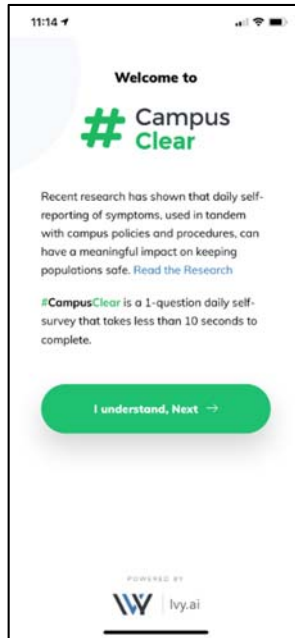 11:14
Welcome to
# Campus
Clear
Recent research has shown that daily self-
reporting of symptoms, used in tandem
with campus policies and procedures, can
have a meaningful impact on keeping
populations safe. Read the Research
#CampusClear is a 1-question daily self-
survey that takes less than 10 seconds to
complete.
I understand, Next →
POWERED BY
IVY | Ivy.ai